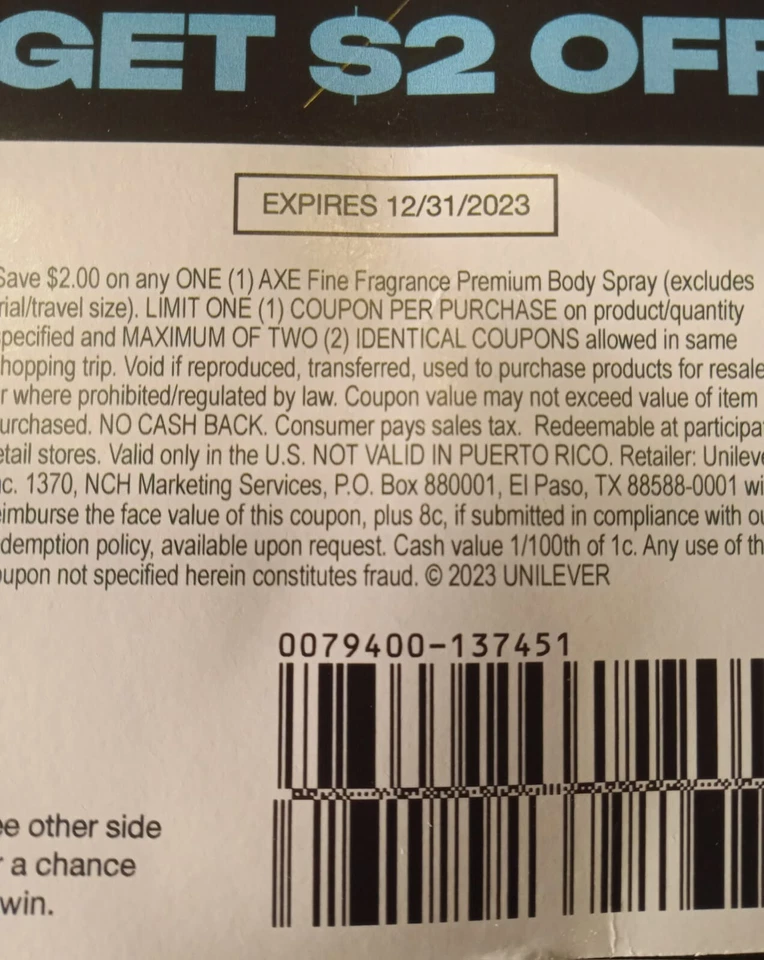 GET $2 OFF
EXPIRES 12/31/2023
Save $2.00 on any ONE (1) AXE Fine Fragrance Premium Body Spray (excludes
rial/travel size). LIMIT ONE (1) COUPON PER PURCHASE on product/quantity
pecified and MAXIMUM OF TWO (2) IDENTICAL COUPONS allowed in same
hopping trip. Void if reproduced, transferred, used to purchase products for resale
r where prohibited/regulated by law. Coupon value may not exceed value of item
urchased. NO CASH BACK. Consumer pays sales tax. Redeemable at participa
etail stores. Valid only in the U.S. NOT VALID IN PUERTO RICO. Retailer: Unileve
nc. 1370, NCH Marketing Services, P.O. Box 880001, El Paso, TX 88588-0001 wi
eimburse the face value of this coupon, plus 8c, if submitted in compliance with ou
demption policy, available upon request. Cash value 1/100th of 1c. Any use of th
oupon not specified herein constitutes fraud. © 2023 UNILEVER
0079400-137451
ee other side
r a chance
win.